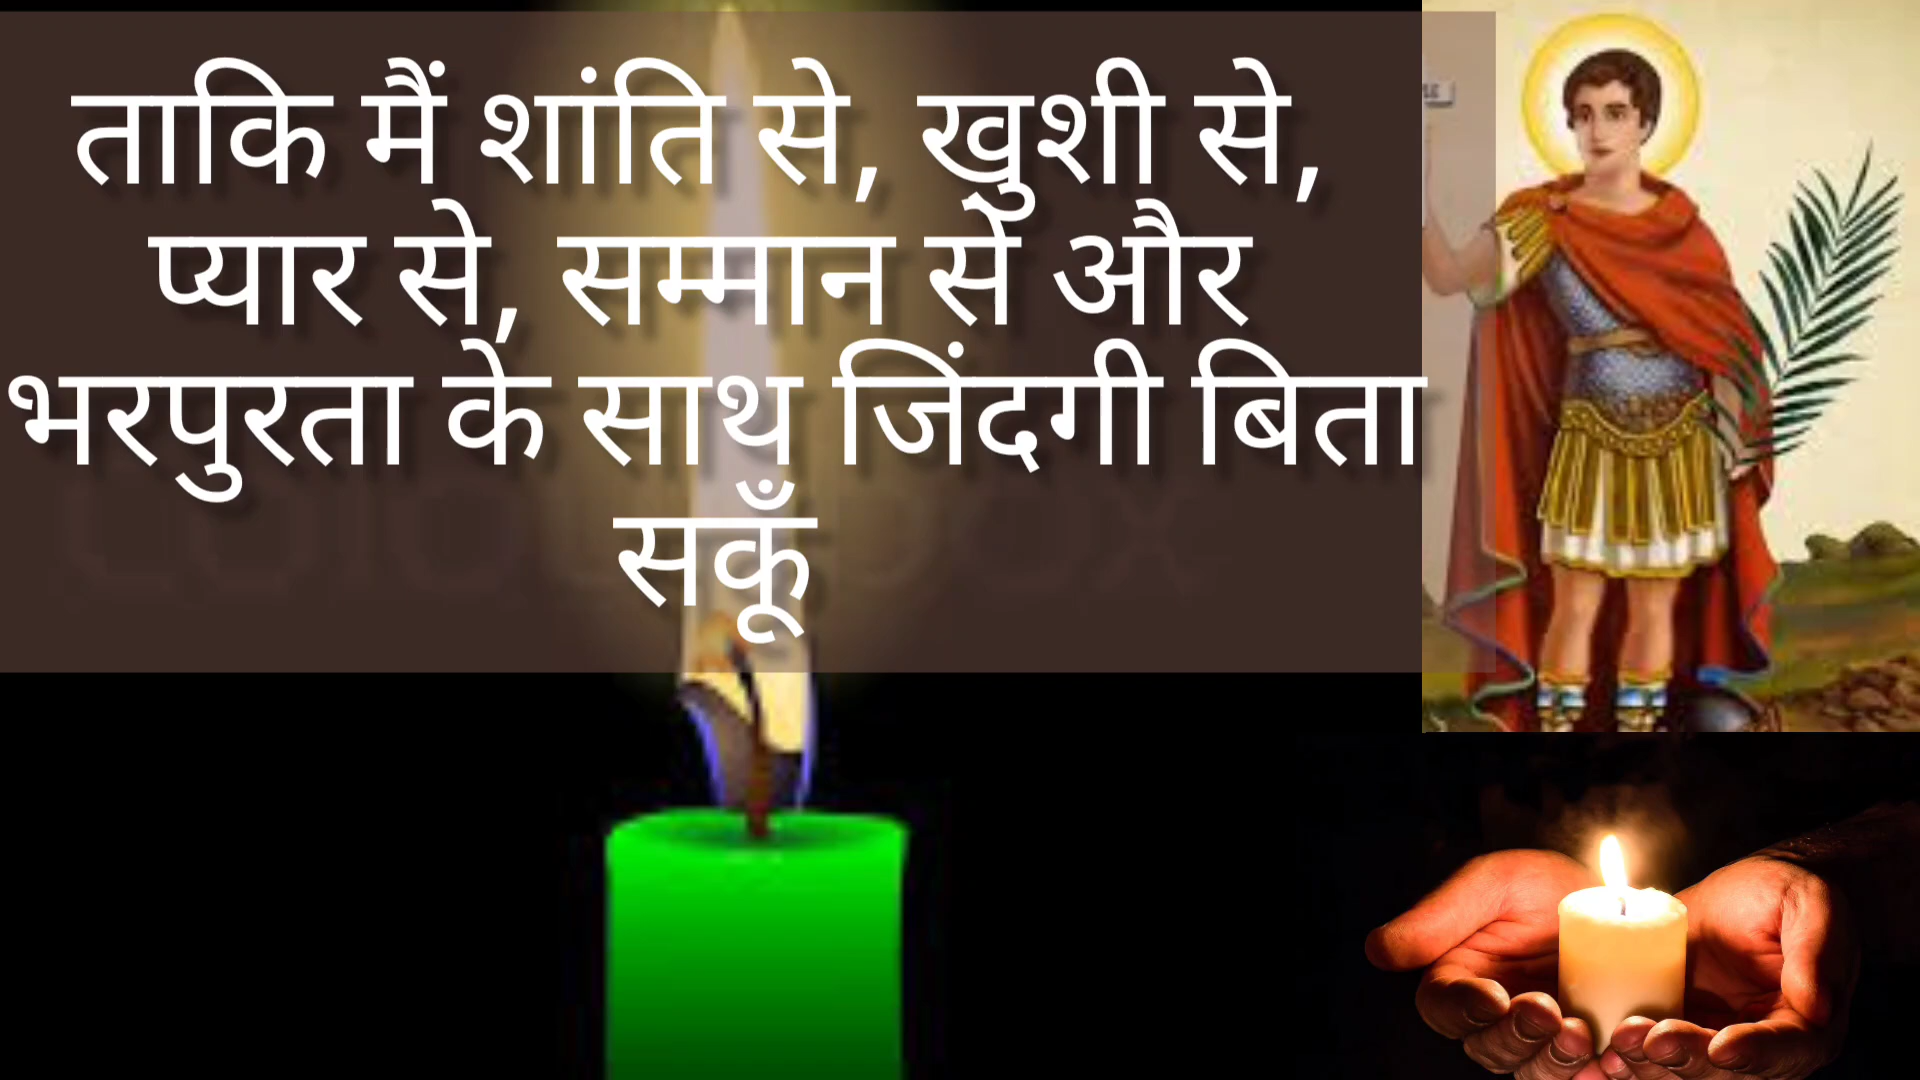 ताकि मैं शांति से, खुशी से,
प्यार से, सम्मान से और
भरपुरता के साथ जिंदगी बिता
सकूँ